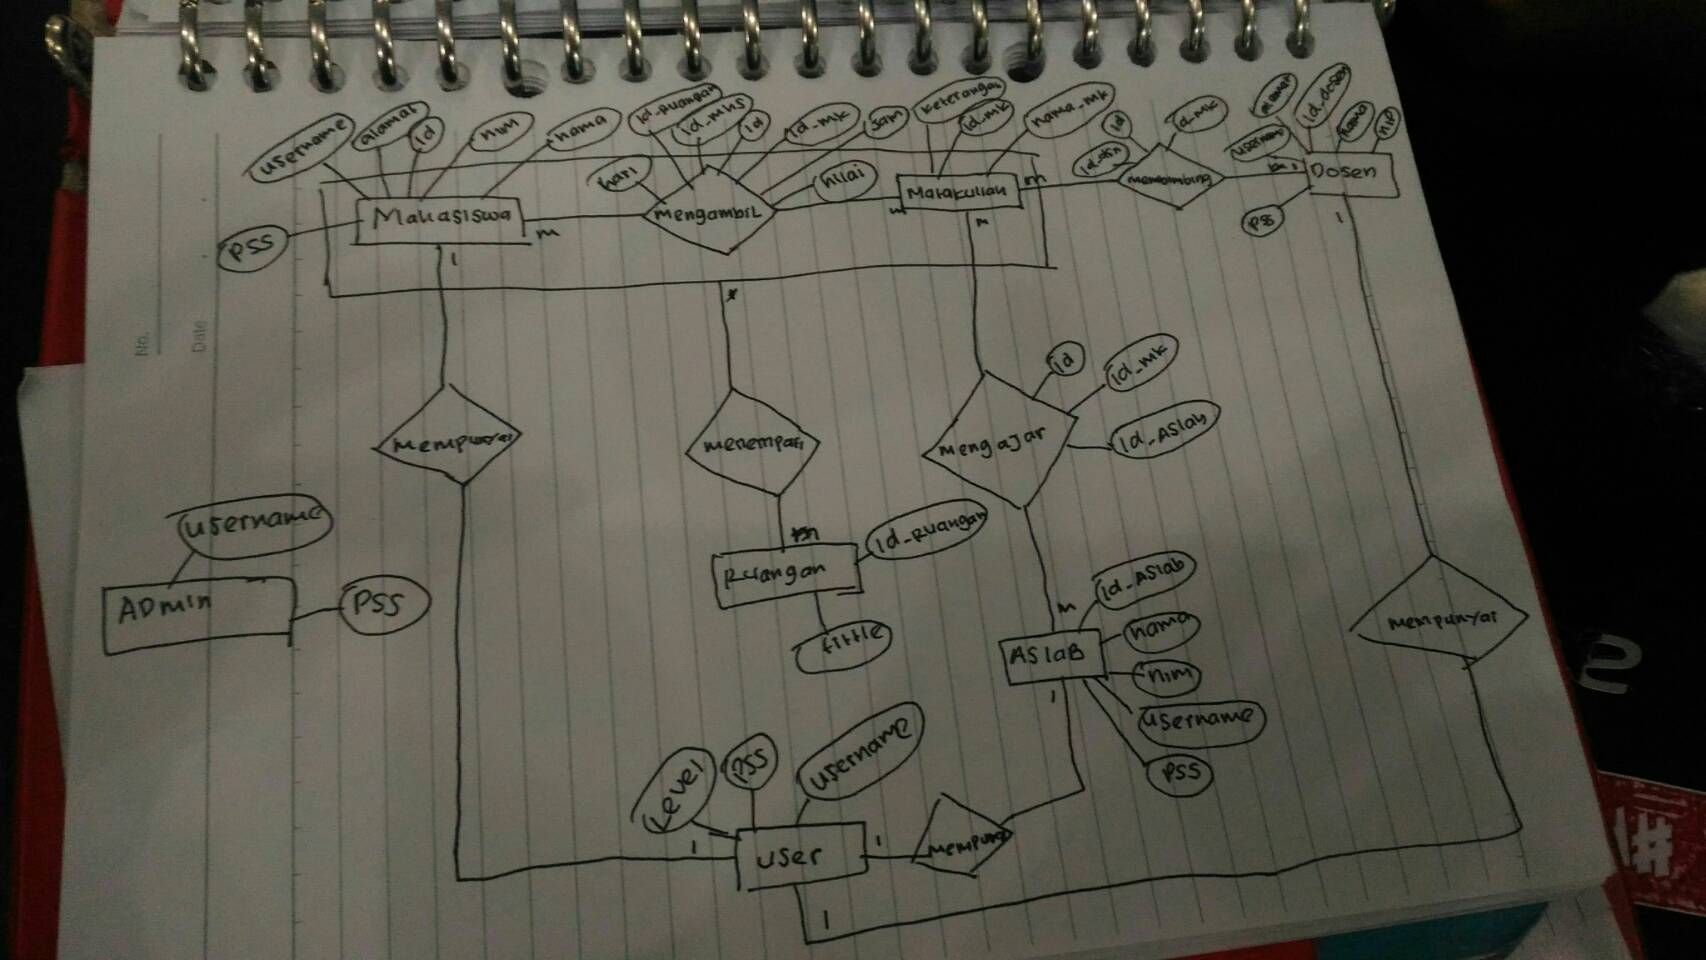 username
alamat
id
nim
nama
id_Ruangan
id_mhs
id
id_mk
Jam
Keterangan
id_mk
nama_mk
id
id_mk
alamat
id_dosen
nama
nip
PSS
Mahasiswa
m
1
hari
mengambil
nilai
m
Matakuliah
m
m
id_dsn
membimbing
username
1
Dosen
PSS
1
No.
Date
mempunyai
menempati
mengajar
id
id_mk
id_ASlab
mempunyai
username
ADmin
PSS
m
Ruangan
id_Ruangan
tittle
m
ASlaB
id_ASlab
nama
nim
username
PSS
1
Level
PSS
username
1
user
1
1